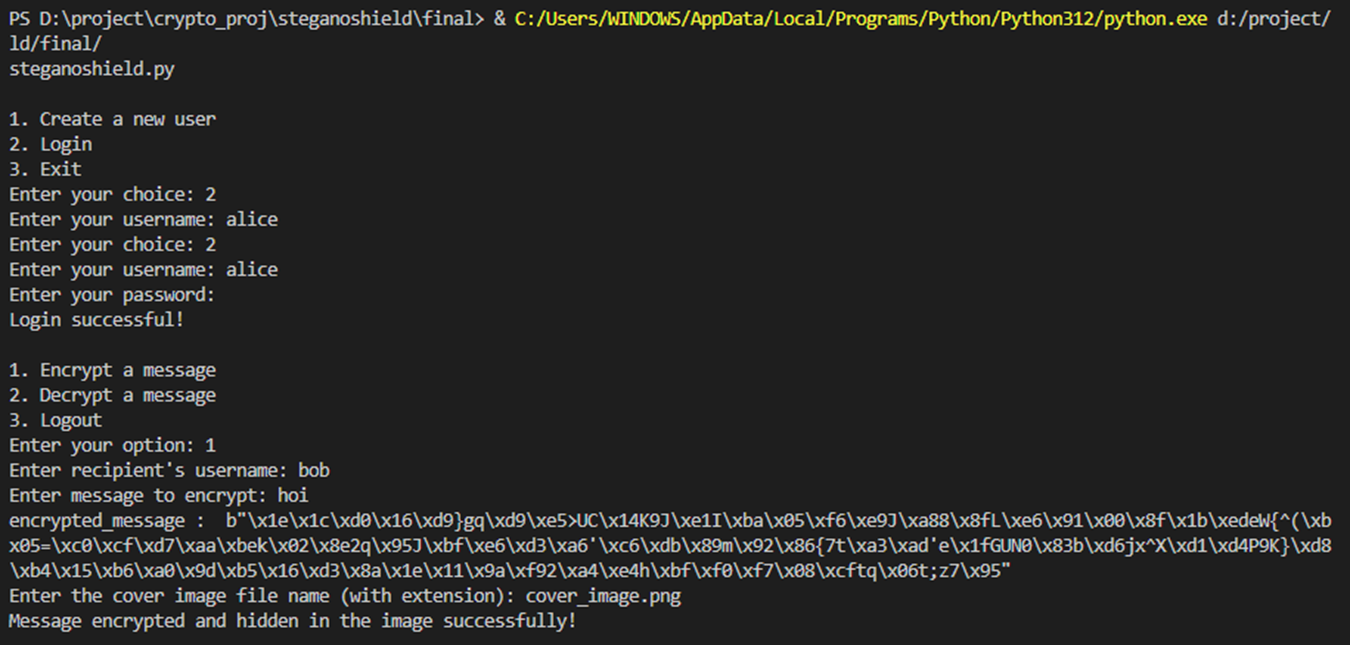 PS D:\project\crypto_proj\steganoshield\final> & C:/Users/WINDOWS/AppData/Local/Programs/Python/Python312/python.exe d:/project/
ld/final/
steganoshield.py
1. Create a new user
2. Login
3. Exit
Enter your choice: 2
Enter your username: alice
Enter your choice: 2
Enter your username: alice
Enter your password:
Login successful!
1. Encrypt a message
2. Decrypt a message
3. Logout
Enter your option: 1
Enter recipient's username: bob
Enter message to encrypt: hoi
encrypted_message :  b"\x1e\x1c\xd0\x16\xd9}gq\xd9\xe5>UC\x14K9J\xe1I\xba\x05\xf6\xe9J\xa88\x8fL\xe6\x91\x00\x8f\x1b\xedeW{^(\xb
x05=\xc0\xcf\xd7\xaa\xbek\x02\x8e2q\x95J\xbf\xe6\xd3\xa6'\xc6\xdb\x89m\x92\x86{7t\xa3\xad'e\x1fGUN0\x83b\xd6jx^X\xd1\xd4P9K}\xd8
\xb4\x15\xb6\xa0\x9d\xb5\x16\xd3\x8a\x1e\x11\x9a\xf92\xa4\xe4h\xbf\xf0\xf7\x08\xcftq\x06t;z7\x95"
Enter the cover image file name (with extension): cover_image.png
Message encrypted and hidden in the image successfully!